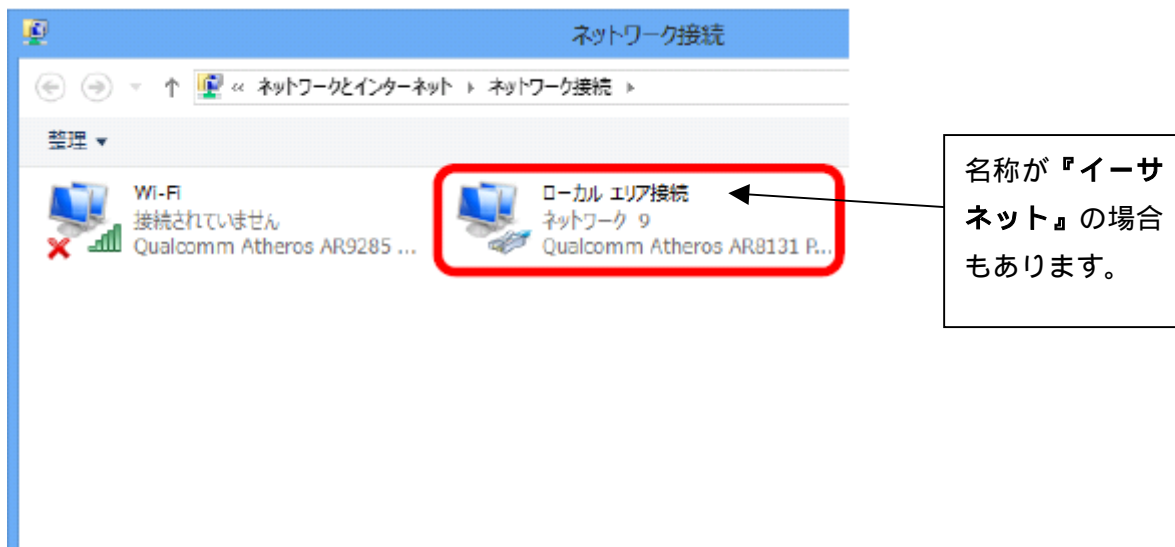 ネットワーク接続
« ネットワークとインターネット ▸ ネットワーク接続 ▸
整理 ▼
Wi-Fi
接続されていません
Qualcomm Atheros AR9285 ...
ローカル エリア接続
ネットワーク 9
Qualcomm Atheros AR8131 P...
名称が『イーサ
ネット』の場合
もあります。